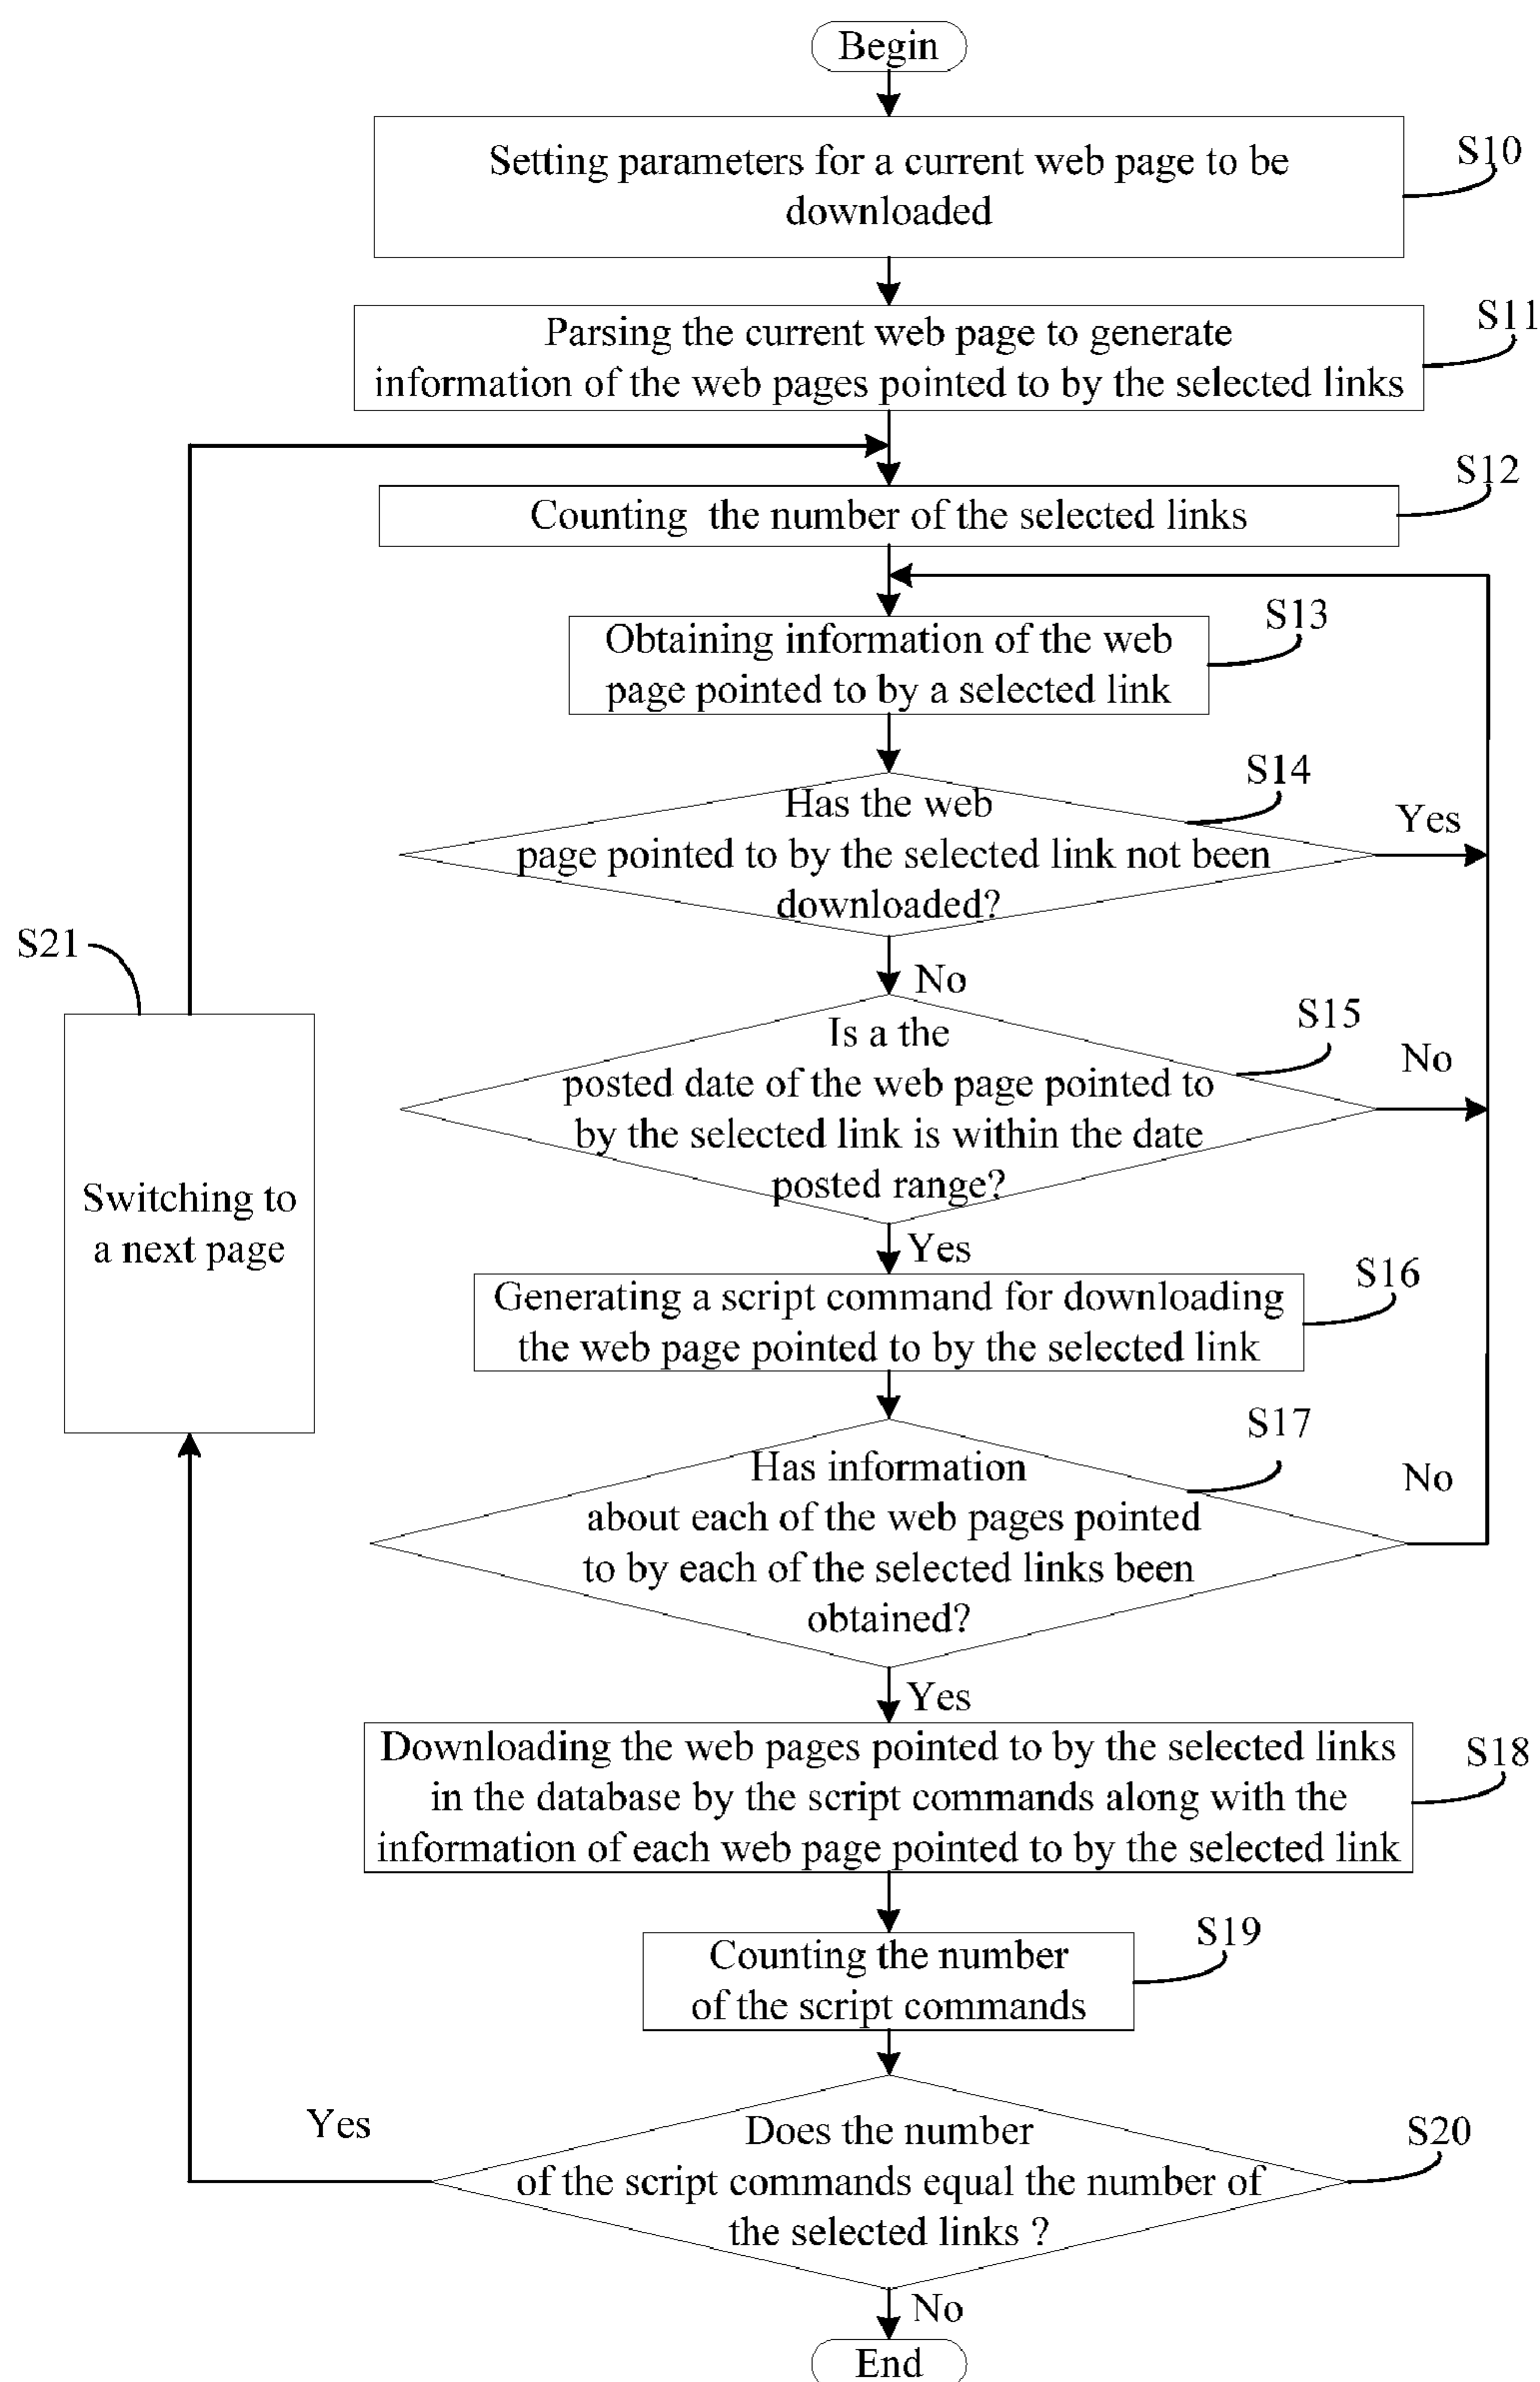 Begin
Setting parameters for a current web page to be
downloaded
S10
Parsing the current web page to generate
information of the web pages pointed to by the selected links
S11
Counting the number of the selected links
S12
Obtaining information of the web
page pointed to by a selected link
S13
Has the web
page pointed to by the selected link not been
downloaded?
S14
Yes
No
Is a the
posted date of the web page pointed to
by the selected link is within the date
posted range?
S15
No
Yes
Generating a script command for downloading
the web page pointed to by the selected link
S16
Has information
about each of the web pages pointed
to by each of the selected links been
obtained?
S17
No
Yes
Downloading the web pages pointed to by the selected links
in the database by the script commands along with the
information of each web page pointed to by the selected link
S18
Counting the number
of the script commands
S19
Does the number
of the script commands equal the number of
the selected links ?
S20
Yes
No
S21
Switching to
a next page
End